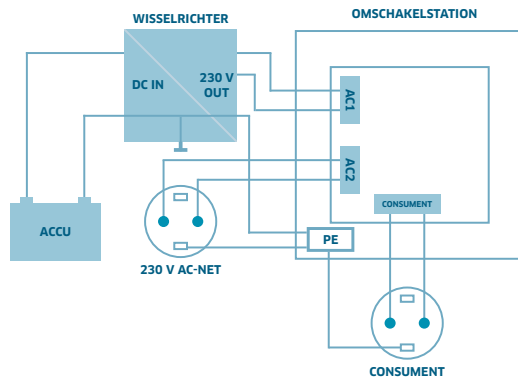 WISSELRICHTER
OMSCHAKELSTATION
DC IN
230 V
OUT
AC1
AC2
CONSUMENT
ACCU
PE
230 V AC-NET
CONSUMENT